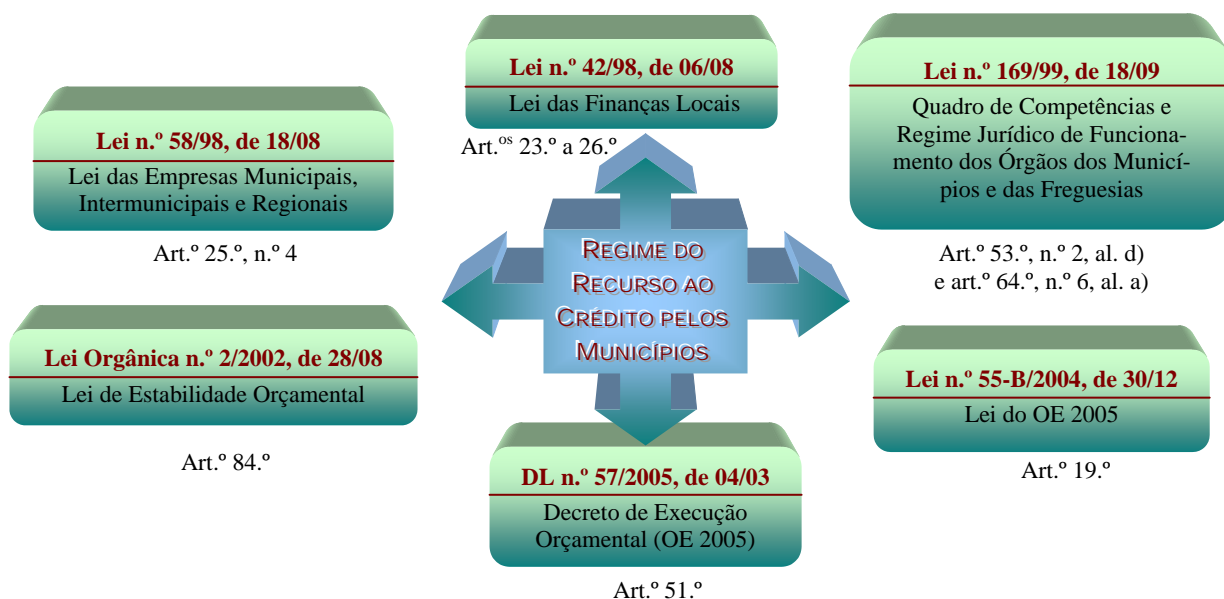 Lei n.º 42/98, de 06/08
Lei das Finanças Locais
Art.ºˢ 23.º a 26.º
Lei n.º 169/99, de 18/09
Quadro de Competências e
Regime Jurídico de Funciona-
mento dos Órgãos dos Municí-
pios e das Freguesias
Art.º 53.º, n.º 2, al. d)
e art.º 64.º, n.º 6, al. a)
Lei n.º 58/98, de 18/08
Lei das Empresas Municipais,
Intermunicipais e Regionais
Art.º 25.º, n.º 4
REGIME DO
RECURSO AO
CRÉDITO PELOS
MUNICÍPIOS
Lei Orgânica n.º 2/2002, de 28/08
Lei de Estabilidade Orçamental
Art.º 84.º
Lei n.º 55-B/2004, de 30/12
Lei do OE 2005
Art.º 19.º
DL n.º 57/2005, de 04/03
Decreto de Execução
Orçamental (OE 2005)
Art.º 51.º